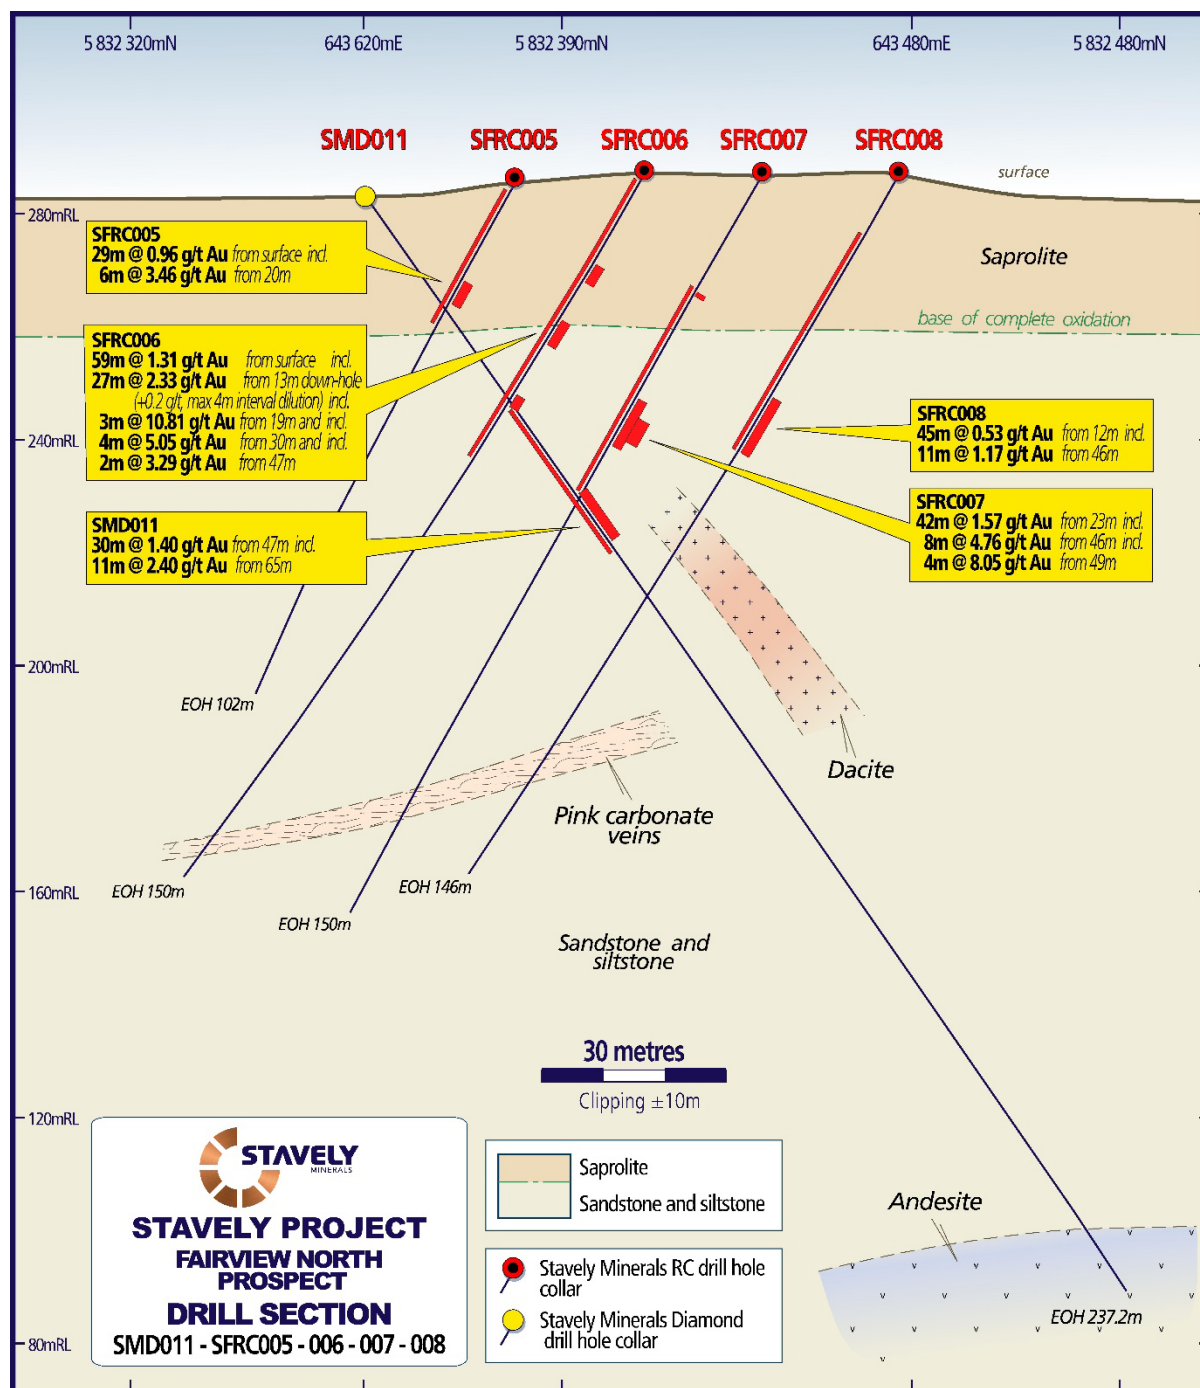 5 832 320mN
643 620mE
5 832 390mN
643 480mE
5 832 480mN
SMD011
SFRC005
SFRC006
SFRC007
SFRC008
surface
280mRL
SFRC005
29m @ 0.96 g/t Au from surface incl.
6m @ 3.46 g/t Au from 20m
Saprolite
base of complete oxidation
SFRC006
59m @ 1.31 g/t Au from surface incl.
27m @ 2.33 g/t Au from 13m down-hole
(+0.2 g/t, max 4m interval dilution) incl.
3m @ 10.81 g/t Au from 19m and incl.
4m @ 5.05 g/t Au from 30m and incl.
2m @ 3.29 g/t Au from 47m
240mRL
SFRC008
45m @ 0.53 g/t Au from 12m incl.
11m @ 1.17 g/t Au from 46m
SFRC007
42m @ 1.57 g/t Au from 23m incl.
8m @ 4.76 g/t Au from 46m incl.
4m @ 8.05 g/t Au from 49m
SMD011
30m @ 1.40 g/t Au from 47m incl.
11m @ 2.40 g/t Au from 65m
200mRL
EOH 102m
Dacite
Pink carbonate
veins
160mRL
EOH 150m
EOH 150m
EOH 146m
Sandstone and
siltstone
30 metres
Clipping ±10m
120mRL
STAVELY
MINERALS
STAVELY PROJECT
FAIRVIEW NORTH
PROSPECT
DRILL SECTION
SMD011 - SFRC005 - 006 - 007 - 008
Saprolite
Sandstone and siltstone
Stavely Minerals RC drill hole
collar
Stavely Minerals Diamond
drill hole collar
Andesite
EOH 237.2m
80mRL